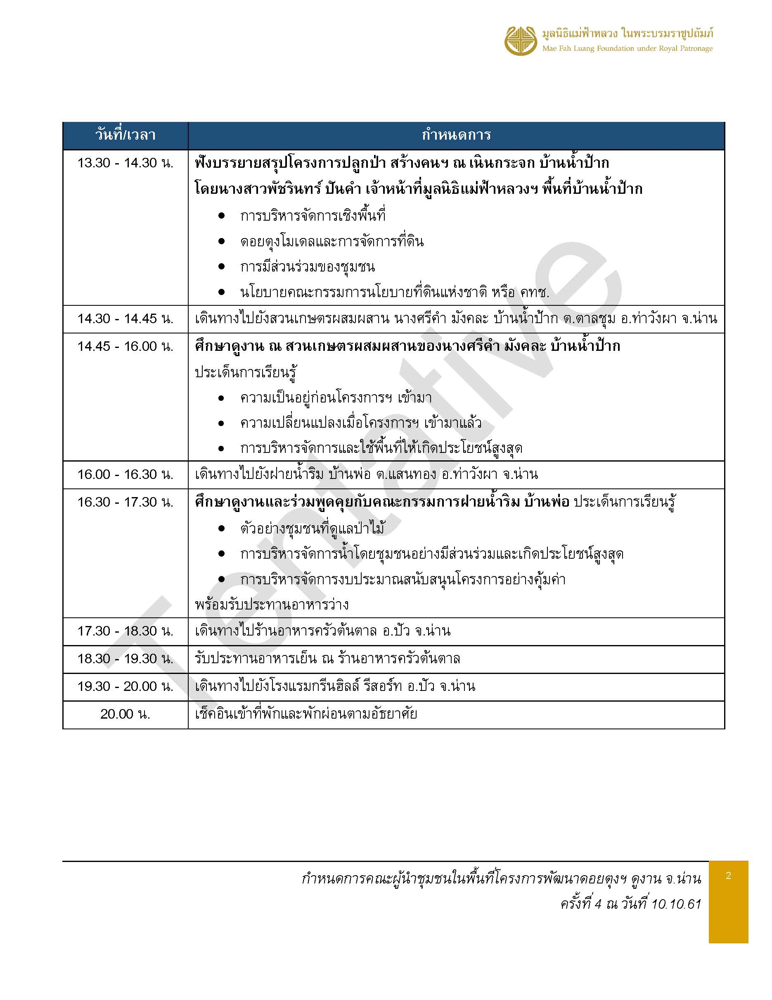 มูลนิธิแม่ฟ้าหลวง ในพระบรมราชูปถัมภ์
Mae Fah Luang Foundation under Royal Patronage
วันที่/เวลา กำหนดการ
13.30 - 14.30 น. ฟังบรรยายสรุปโครงการปลูกป่า สร้างคนฯ ณ เนินกระจก บ้านน้ำป้าก
โดยนางสาวพัชรินทร์ ปันคำ เจ้าหน้าที่มูลนิธิแม่ฟ้าหลวงฯ พื้นที่บ้านน้ำป้าก
• การบริหารจัดการเชิงพื้นที่
• ดอยตุงโมเดลและการจัดการที่ดิน
• การมีส่วนร่วมของชุมชน
• นโยบายคณะกรรมการนโยบายที่ดินแห่งชาติ หรือ คทช.
14.30 - 14.45 น. เดินทางไปยังสวนเกษตรผสมผสาน นางศรีคำ มังคละ บ้านน้ำป้าก ต.ตาลชุม อ.ท่าวังผา จ.น่าน
14.45 - 16.00 น. ศึกษาดูงาน ณ สวนเกษตรผสมผสานของนางศรีคำ มังคละ บ้านน้ำป้าก
ประเด็นการเรียนรู้
• ความเป็นอยู่ก่อนโครงการฯ เข้ามา
• ความเปลี่ยนแปลงเมื่อโครงการฯ เข้ามาแล้ว
• การบริหารจัดการและใช้พื้นที่ให้เกิดประโยชน์สูงสุด
16.00 - 16.30 น. เดินทางไปยังฝายน้ำริม บ้านพ่อ ต.แสนทอง อ.ท่าวังผา จ.น่าน
16.30 - 17.30 น. ศึกษาดูงานและร่วมพูดคุยกับคณะกรรมการฝายน้ำริม บ้านพ่อ ประเด็นการเรียนรู้
• ตัวอย่างชุมชนที่ดูแลป่าไม้
• การบริหารจัดการน้ำโดยชุมชนอย่างมีส่วนร่วมและเกิดประโยชน์สูงสุด
• การบริหารจัดการงบประมาณสนับสนุนโครงการอย่างคุ้มค่า
พร้อมรับประทานอาหารว่าง
17.30 - 18.30 น. เดินทางไปร้านอาหารครัวต้นตาล อ.ปัว จ.น่าน
18.30 - 19.30 น. รับประทานอาหารเย็น ณ ร้านอาหารครัวต้นตาล
19.30 - 20.00 น. เดินทางไปยังโรงแรมกรีนฮิลล์ รีสอร์ท อ.ปัว จ.น่าน
20.00 น. เช็คอินเข้าที่พักและพักผ่อนตามอัธยาศัย
Tentative
กำหนดการคณะผู้นำชุมชนในพื้นที่โครงการพัฒนาดอยตุงฯ ดูงาน จ.น่าน 2
ครั้งที่ 4 ณ วันที่ 10.10.61